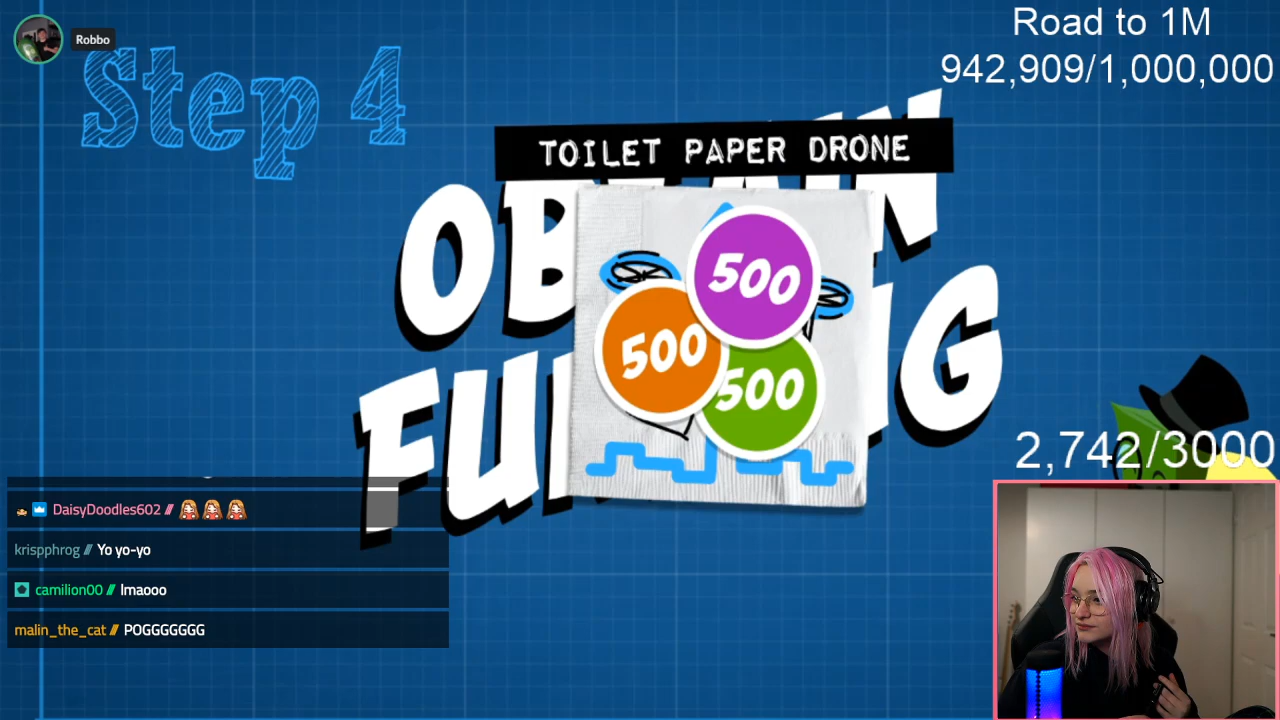 Robbo
Road to 1M
942,909/1,000,000
Step 4
TOILET PAPER DRONE
500
500
500
2,742/3000
DaisyDoodles602 //
krispphrog // Yo yo-yo
camilion00 // lmaooo
malin_the_cat // POGGGGGGG